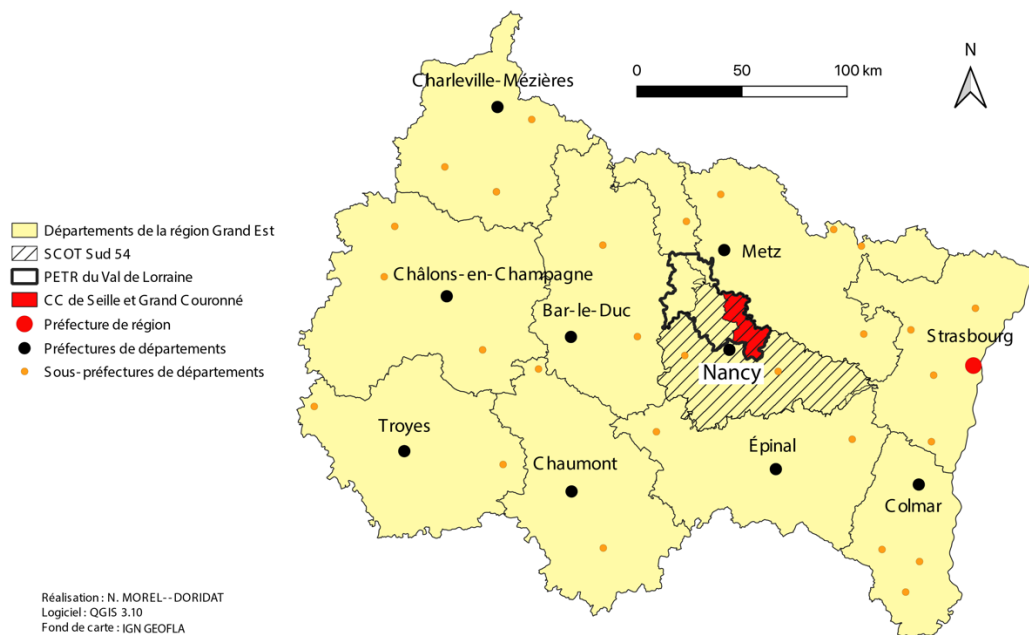 Charleville-Mézières
N
0 50 100 km
Départements de la région Grand Est
SCOT Sud 54
PETR du Val de Lorraine
CC de Seille et Grand Couronné
Préfecture de région
Préfectures de départements
Sous-préfectures de départements
Metz
Châlons-en-Champagne
Bar-le-Duc
Strasbourg
Nancy
Troyes
Chaumont
Épinal
Colmar
Réalisation : N. MOREL--DORIDAT
Logiciel : QGIS 3.10
Fond de carte : IGN GEOFLA